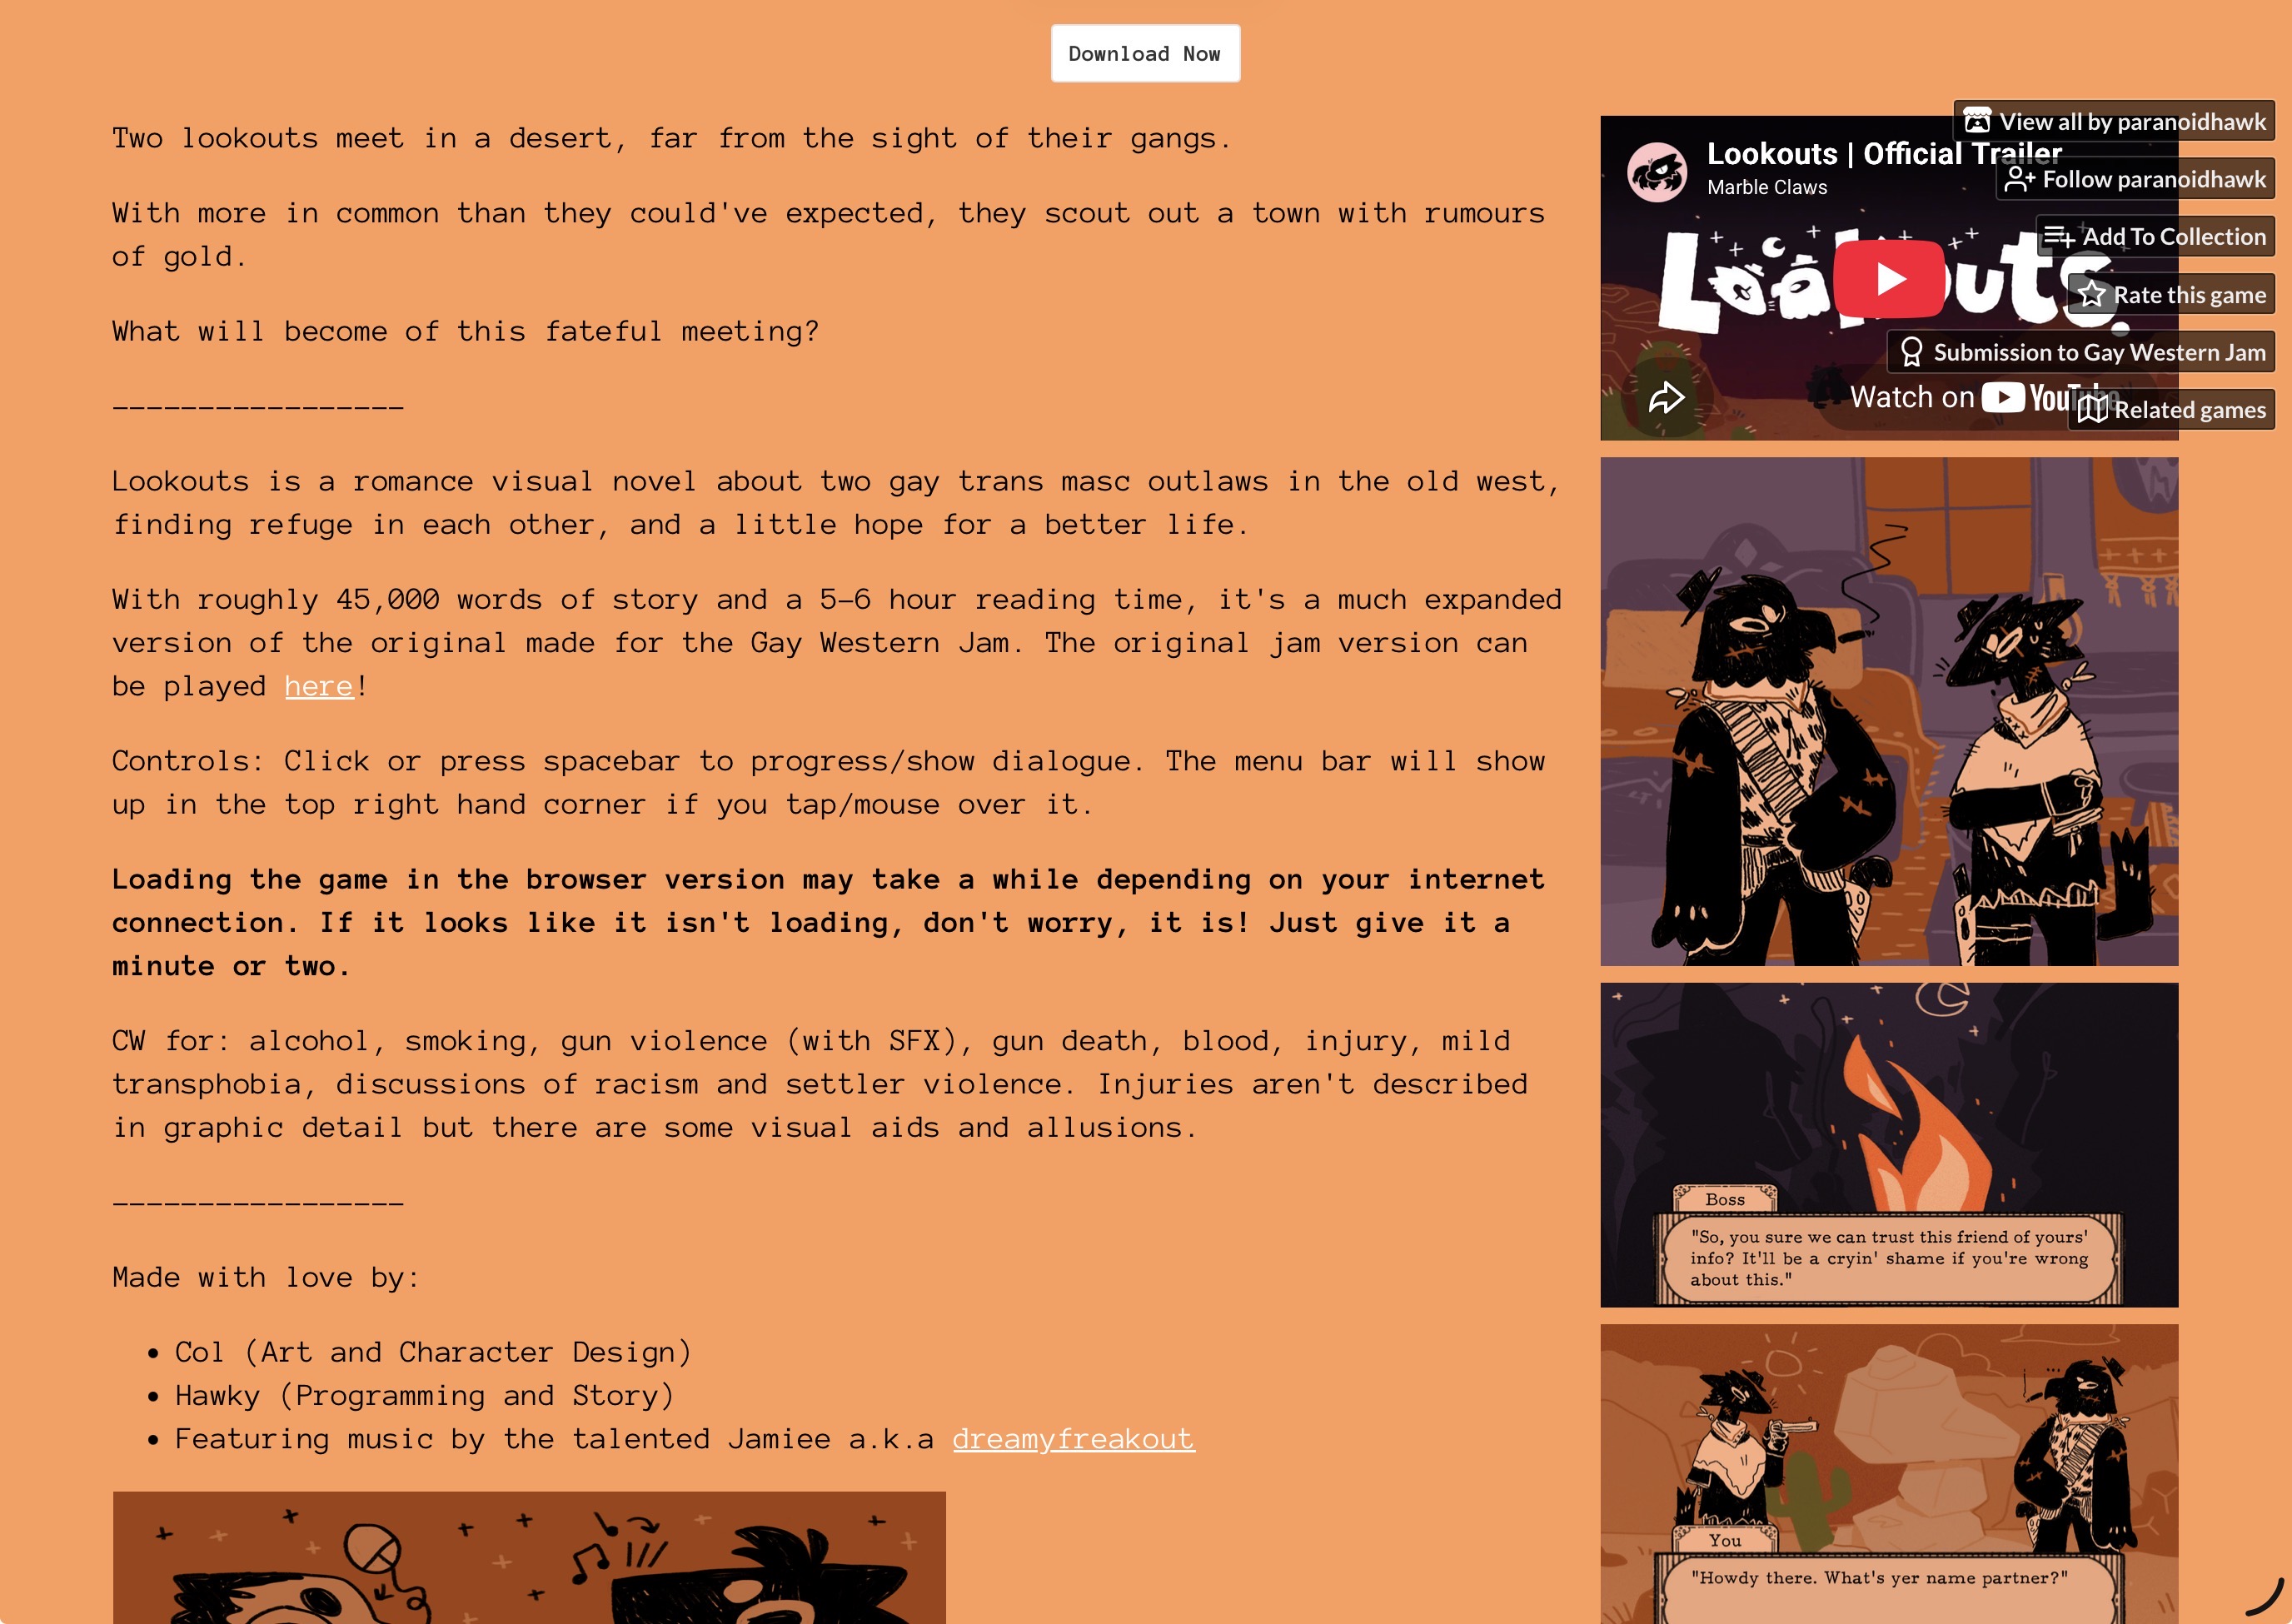 Download Now
Two lookouts meet in a desert, far from the sight of their gangs.
With more in common than they could've expected, they scout out a town with rumours
of gold.
What will become of this fateful meeting?
_________________
Lookouts is a romance visual novel about two gay trans masc outlaws in the old west,
finding refuge in each other, and a little hope for a better life.
With roughly 45,000 words of story and a 5–6 hour reading time, it's a much expanded
version of the original made for the Gay Western Jam. The original jam version can
be played here!
Controls: Click or press spacebar to progress/show dialogue. The menu bar will show
up in the top right hand corner if you tap/mouse over it.
Loading the game in the browser version may take a while depending on your internet
connection. If it looks like it isn't loading, don't worry, it is! Just give it a
minute or two.
CW for: alcohol, smoking, gun violence (with SFX), gun death, blood, injury, mild
transphobia, discussions of racism and settler violence. Injuries aren't described
in graphic detail but there are some visual aids and allusions.
_________________
Made with love by:
• Col (Art and Character Design)
• Hawky (Programming and Story)
• Featuring music by the talented Jamiee a.k.a dreamyfreakout
View all by paranoidhawk
Lookouts | Official Trailer
Marble Claws
Follow paranoidhawk
Add To Collection
Lookouts.
Rate this game
Submission to Gay Western Jam
Watch on YouTube
Related games
Boss
"So, you sure we can trust this friend of yours'
info? It'll be a cryin' shame if you're wrong
about this."
You
"Howdy there. What's yer name partner?"